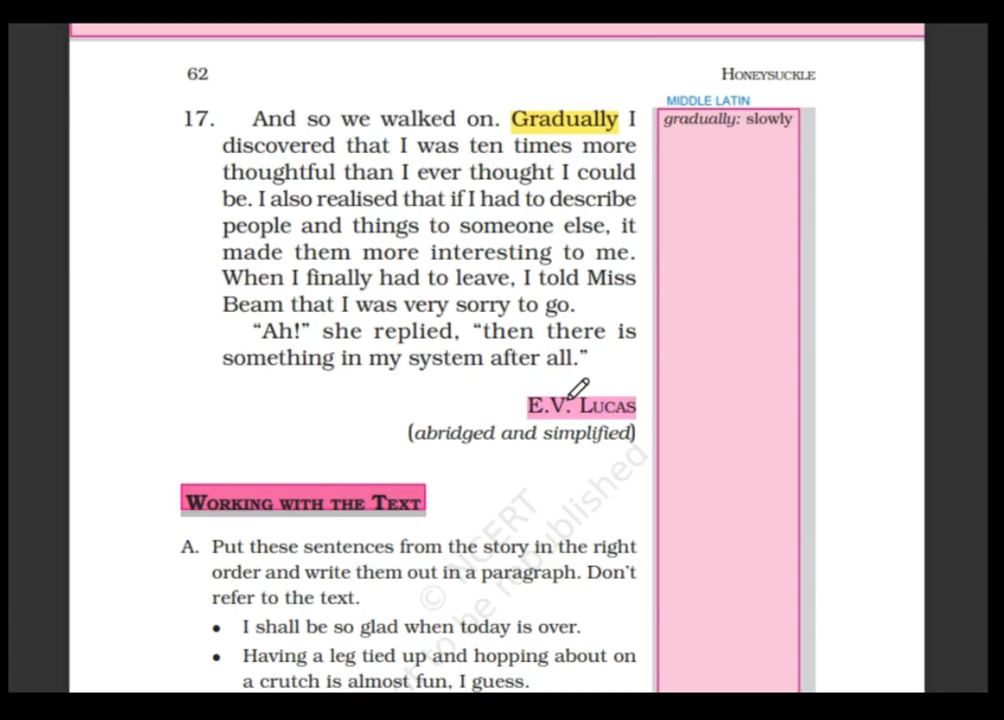 62
HONEYSUCKLE
MIDDLE LATIN
17. And so we walked on. Gradually I
gradually: slowly
discovered that I was ten times more
thoughtful than I ever thought I could
be. I also realised that if I had to describe
people and things to someone else, it
made them more interesting to me.
When I finally had to leave, I told Miss
Beam that I was very sorry to go.
“Ah!” she replied, “then there is
something in my system after all.”
E.V. LUCAS
(abridged and simplified)
WORKING WITH THE TEXT
A. Put these sentences from the story in the right
order and write them out in a paragraph. Don’t
refer to the text.
• I shall be so glad when today is over.
• Having a leg tied up and hopping about on
a crutch is almost fun, I guess.
© NCERT
be republished